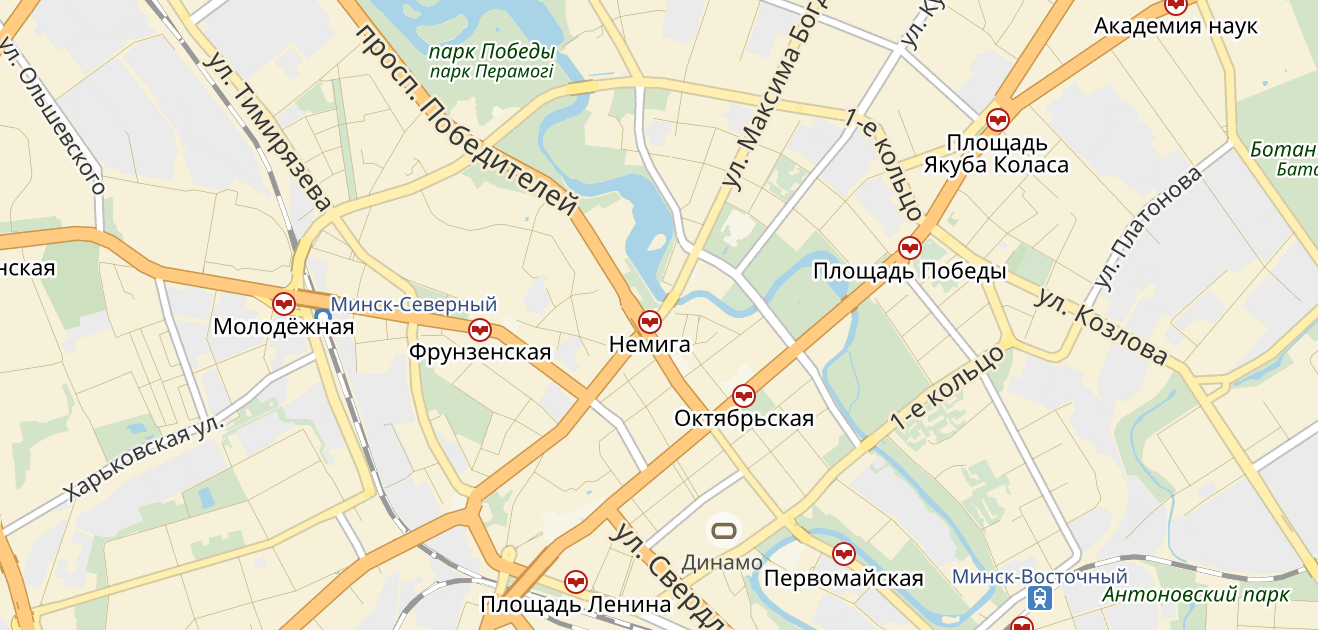 Академия наук
ул. Ольшевского
ул. Тимирязева
просп. Победителей
парк Победы
парк Перамогі
ул. Максима Богд
ул. Ку
1-е кольцо
Площадь
Якуба Коласа
Ботан
Бата
ул. Платонова
нская
Площадь Победы
Минск-Северный
Молодёжная
Фрунзенская
Немига
ул. Козлова
1-е кольцо
Октябрьская
Харьковская ул.
ул. Свердл
Динамо
Первомайская
Минск-Восточный
Антоновский парк
Площадь Ленина